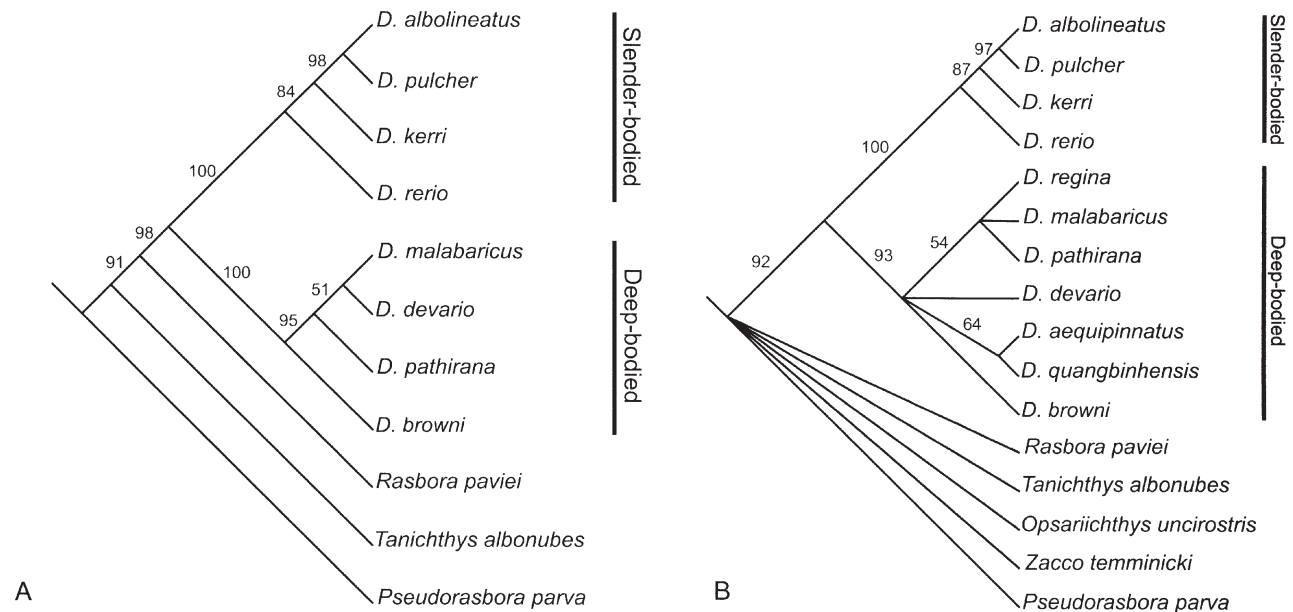 D. albolineatus
98
D. pulcher
84
D. kerri
100
D. rerio
98
D. malabaricus
91
100
51
D. devario
95
D. pathirana
D. browni
Rasbora paviei
Tanichthys albonubes
Pseudorasbora parva
Slender-bodied
Deep-bodied
A
D. albolineatus
97
D. pulcher
87
D. kerri
100
D. rerio
D. regina
D. malabaricus
54
93
92
D. pathirana
D. devario
64
D. aequipinnatus
D. quangbinhensis
D. browni
Rasbora paviei
Tanichthys albonubes
Opsariichthys uncirostris
Zacco temminicki
Pseudorasbora parva
Slender-bodied
Deep-bodied
B